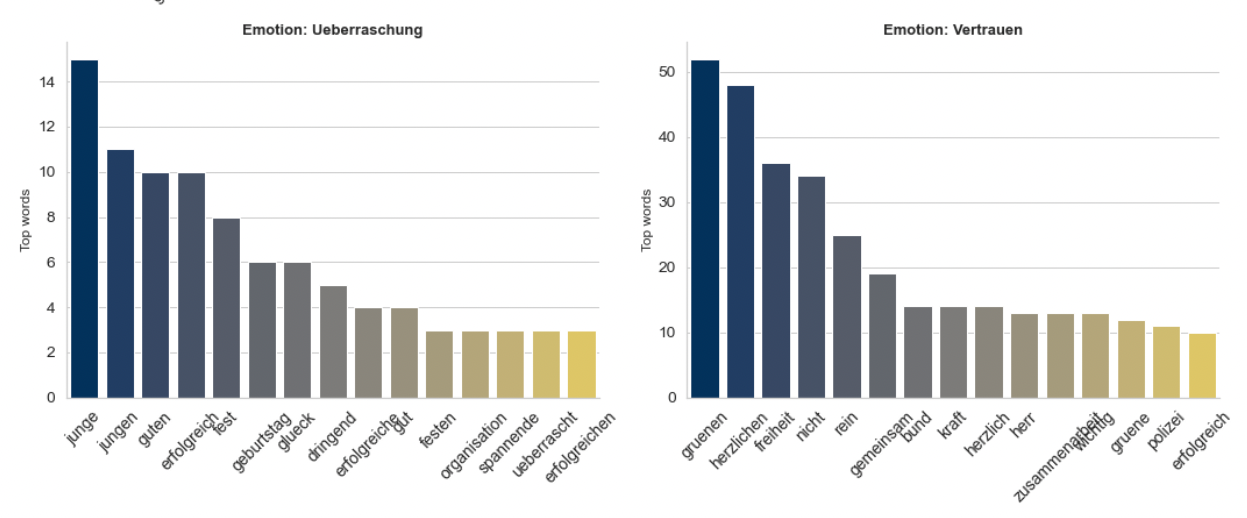 Emotion: Ueberraschung
Top words
14
12
10
8
6
4
2
0
junge
jungen
guten
erfolgreich
fest
geburtstag
glueck
dringend
erfolgreiche
gut
festen
organisation
spannende
ueberrascht
erfolgreichen
Emotion: Vertrauen
Top words
50
40
30
20
10
0
gruenen
herzlichen
freiheit
nicht
rein
gemeinsam
bund
kraft
herzlich
herr
zusammenarbeit
wichtig
gruene
polizei
erfolgreich